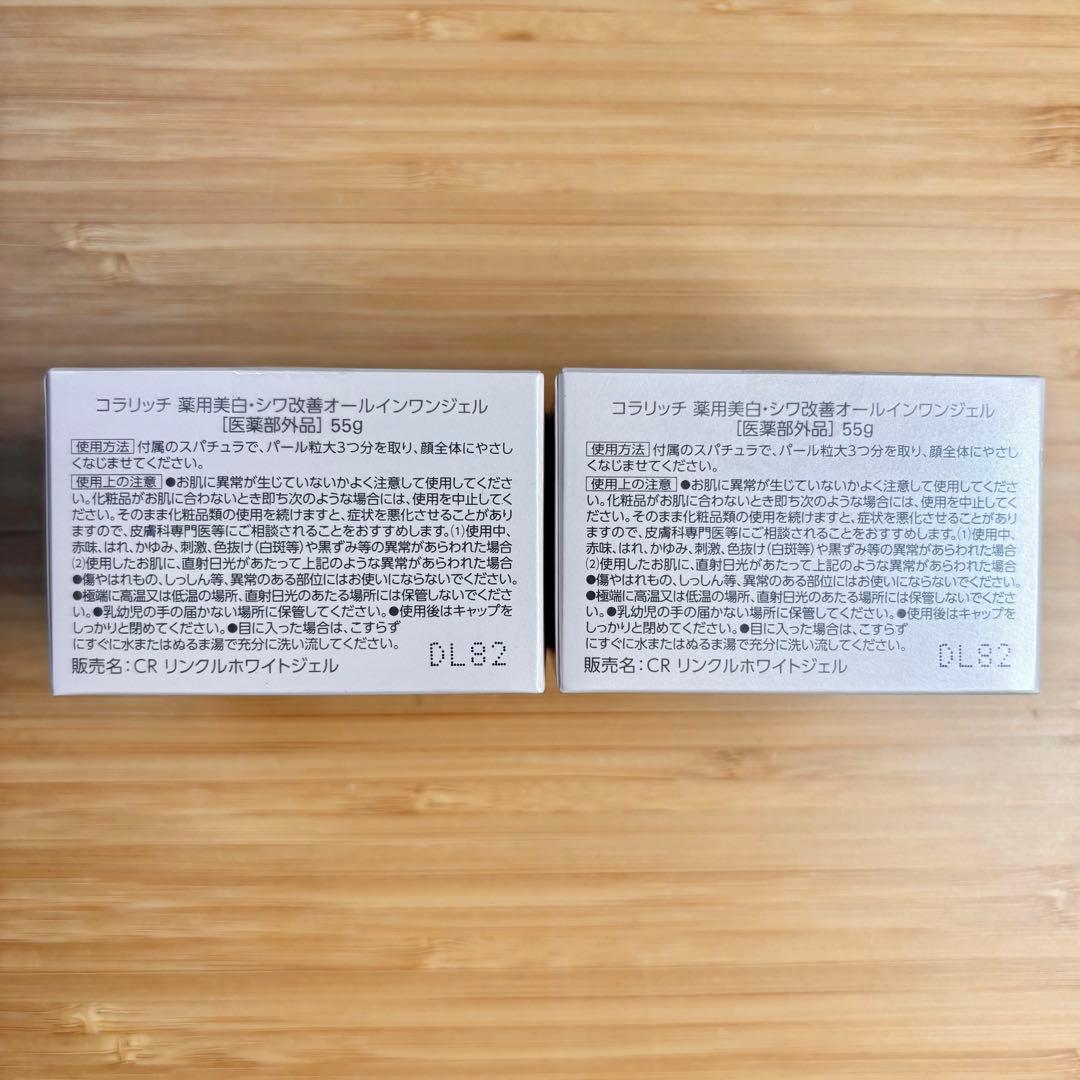 コラリッチ 薬用美白・シワ改善オールインワンジェル
[医薬部外品] 55g
使用方法 付属のスパチュラで、パール粒大3つ分を取り、顔全体にやさし
くなじませてください。
使用上の注意 ●お肌に異常が生じていないかよく注意して使用してくださ
い。化粧品がお肌に合わないとき即ち次のような場合には、使用を中止してく
ださい。そのまま化粧品類の使用を続けますと、症状を悪化させることがあり
ますので、皮膚科専門医等にご相談されることをおすすめします。(1)使用中、
赤味、はれ、かゆみ、刺激、色抜け(白斑等)や黒ずみ等の異常があらわれた場合
(2)使用したお肌に、直射日光があたって上記のような異常があらわれた場合
●傷やはれもの、しっしん等、異常のある部位にはお使いにならないでください。
●極端に高温又は低温の場所、直射日光のあたる場所には保管しないでくださ
い。●乳幼児の手の届かない場所に保管してください。●使用後はキャップを
しっかりと閉めてください。●目に入った場合は、こすらず
にすぐに水またはぬるま湯で充分に洗い流してください。
販売名:CR リンクルホワイトジェル
DL82
コラリッチ 薬用美白・シワ改善オールインワンジェル
[医薬部外品] 55g
使用方法 付属のスパチュラで、パール粒大3つ分を取り、顔全体にやさし
くなじませてください。
使用上の注意 ●お肌に異常が生じていないかよく注意して使用してくださ
い。化粧品がお肌に合わないとき即ち次のような場合には、使用を中止してく
ださい。そのまま化粧品類の使用を続けますと、症状を悪化させることがあり
ますので、皮膚科専門医等にご相談されることをおすすめします。(1)使用中、
赤味、はれ、かゆみ、刺激、色抜け(白斑等)や黒ずみ等の異常があらわれた場合
(2)使用したお肌に、直射日光があたって上記のような異常があらわれた場合
●傷やはれもの、しっしん等、異常のある部位にはお使いにならないでください。
●極端に高温又は低温の場所、直射日光のあたる場所には保管しないでくださ
い。●乳幼児の手の届かない場所に保管してください。●使用後はキャップを
しっかりと閉めてください。●目に入った場合は、こすらず
にすぐに水またはぬるま湯で充分に洗い流してください。
販売名:CR リンクルホワイトジェル
DL82